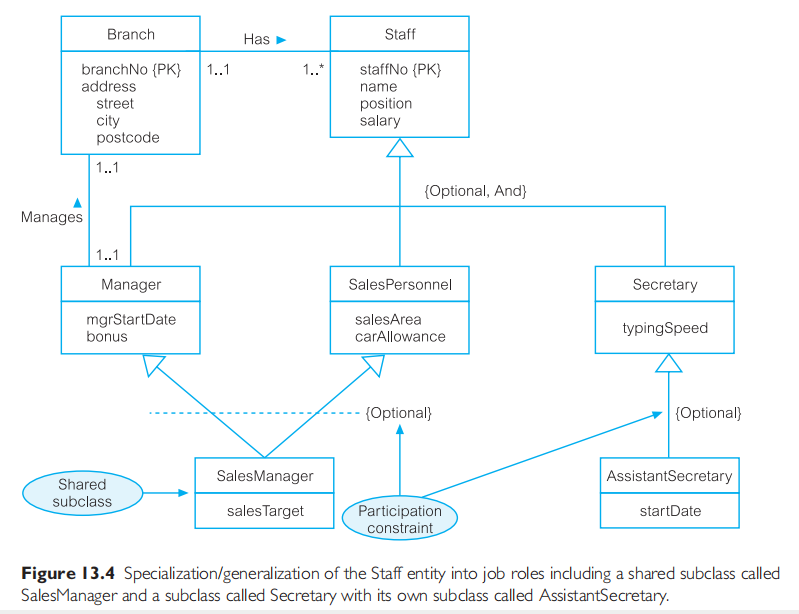 Branch
Has ►
Staff
branchNo {PK}
address
street
city
postcode
1..1
1..*
staffNo {PK}
name
position
salary
1..1
Manages
{Optional, And}
1..1
Manager
SalesPersonnel
Secretary
mgrStartDate
bonus
salesArea
carAllowance
typingSpeed
{Optional}
{Optional}
Shared
subclass
SalesManager
salesTarget
Participation
constraint
AssistantSecretary
startDate
Figure 13.4 Specialization/generalization of the Staff entity into job roles including a shared subclass called
SalesManager and a subclass called Secretary with its own subclass called AssistantSecretary.